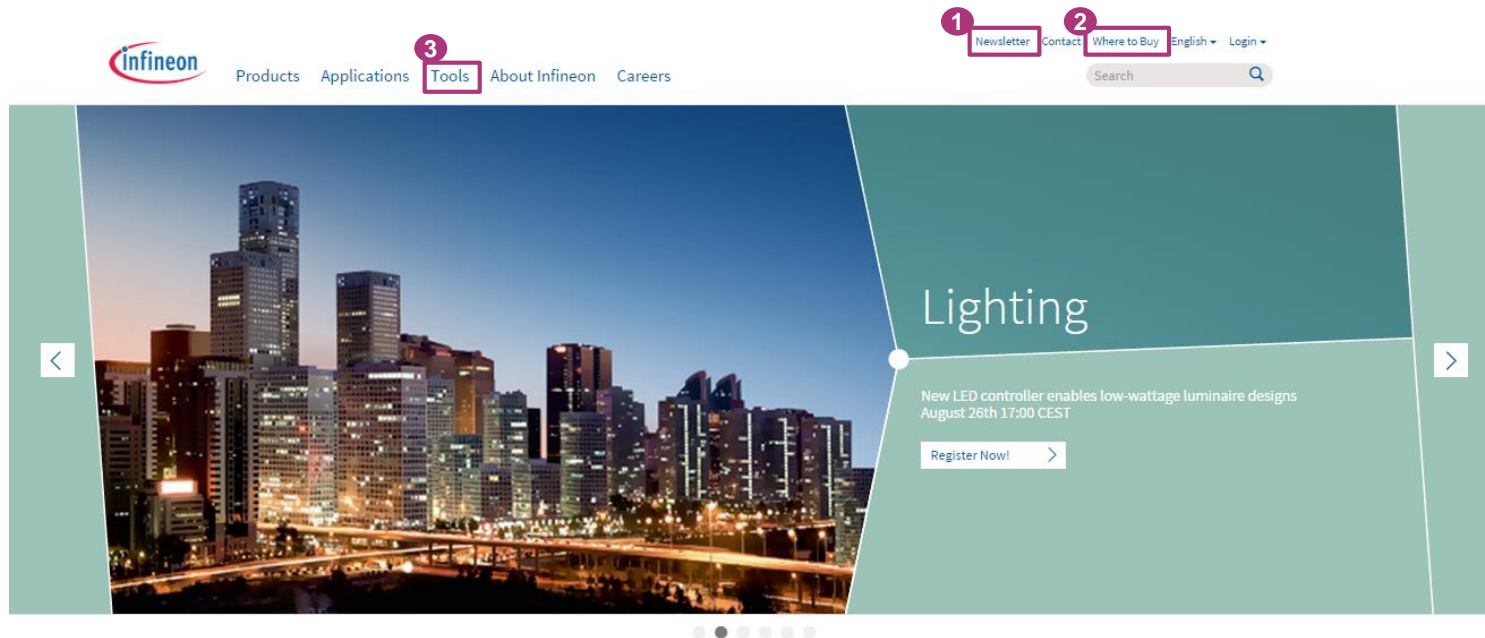 1 2
Newsletter Contact Where to Buy English Login
3
infineon
Products Applications Tools About Infineon Careers
Search
Lighting
New LED controller enables low-wattage luminaire designs
August 26th 17:00 CEST
Register Now!